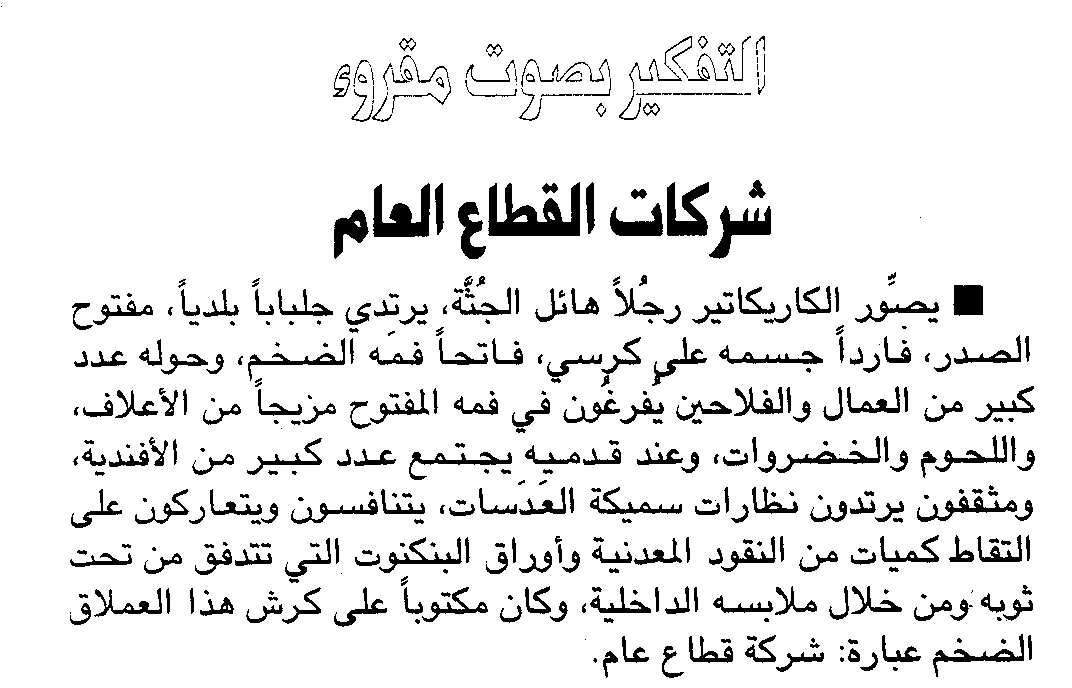 التفكير بصوت مقروء
شركات القطاع العام
■ يصوِّر الكاريكاتير رجُلاً هائل الجُثَّة، يرتدي جلباباً بلدياً، مفتوح
الصدر، فارداً جسمه على كرسي، فاتحاً فمَه الضخم، وحوله عدد
كبير من العمال والفلاحين يُفرغُون في فمه المفتوح مزيجاً من الأعلاف،
واللحوم والخضروات، وعند قدميه يجتمع عدد كبير من الأفندية،
ومثقفون يرتدون نظارات سميكة العَدَسات، يتنافسون ويتعاركون على
التقاط كميات من النقود المعدنية وأوراق البنكنوت التي تتدفق من تحت
ثوبه ومن خلال ملابسه الداخلية، وكان مكتوباً على كرش هذا العملاق
الضخم عبارة: شركة قطاع عام.